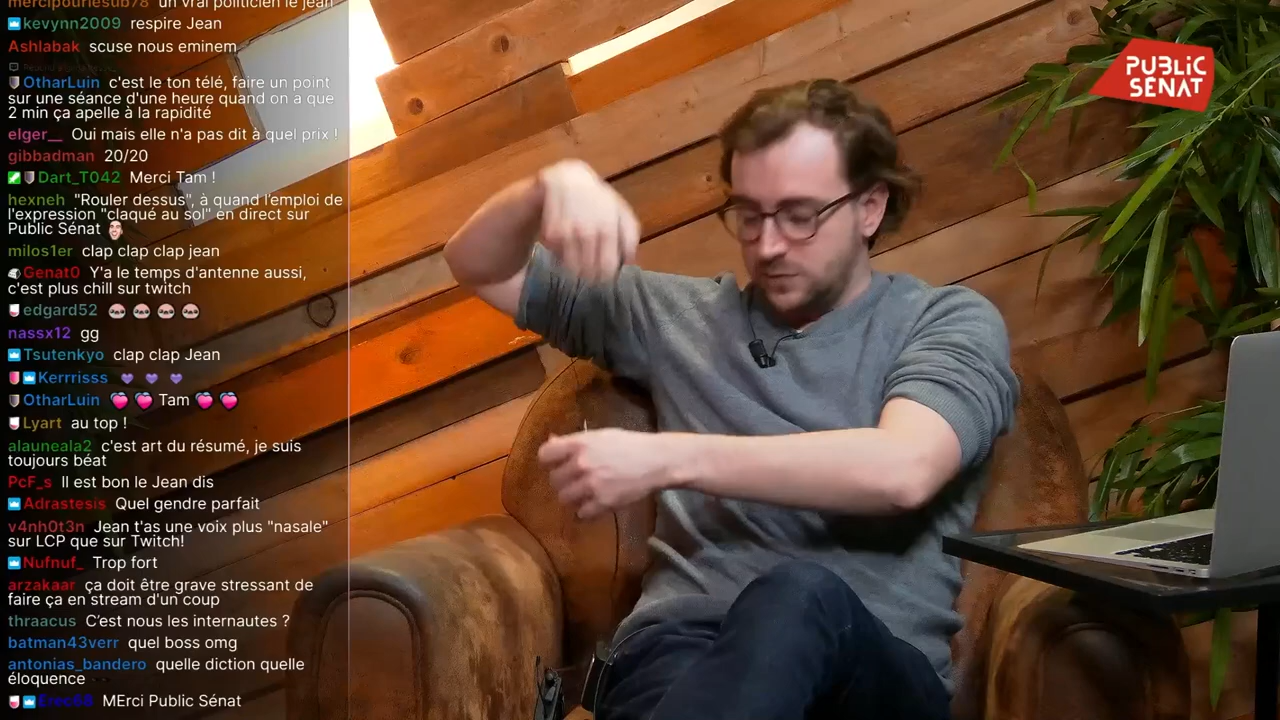 mercipourlesub78 un vrai politicien le jean
kevynn2009 respire Jean
Ashlabak scuse nous eminem
OtharLuin c'est le ton télé, faire un point
sur une séance d'une heure quand on a que
2 min ça apelle à la rapidité
elger__ Oui mais elle n'a pas dit à quel prix !
gibbadman 20/20
Dart_T042 Merci Tam !
hexneh "Rouler dessus", à quand l'emploi de
l'expression "claqué au sol" en direct sur
Public Sénat
milos1er clap clap clap jean
Genat0 Y'a le temps d'antenne aussi,
c'est plus chill sur twitch
edgard52
nassx12 gg
Tsutenkyo clap clap Jean
Kerrrisss
OtharLuin Tam
Lyart au top !
alauneala2 c'est art du résumé, je suis
toujours béat
PcF_s Il est bon le Jean dis
Adrastesis Quel gendre parfait
v4nh0t3n Jean t'as une voix plus "nasale"
sur LCP que sur Twitch!
Nufnuf_ Trop fort
arzakaar ça doit être grave stressant de
faire ça en stream d'un coup
thraacus C'est nous les internautes ?
batman43verr quel boss omg
antonias_bandero quelle diction quelle
éloquence
Erec68 MErci Public Sénat
PUBLIC
SÉNAT